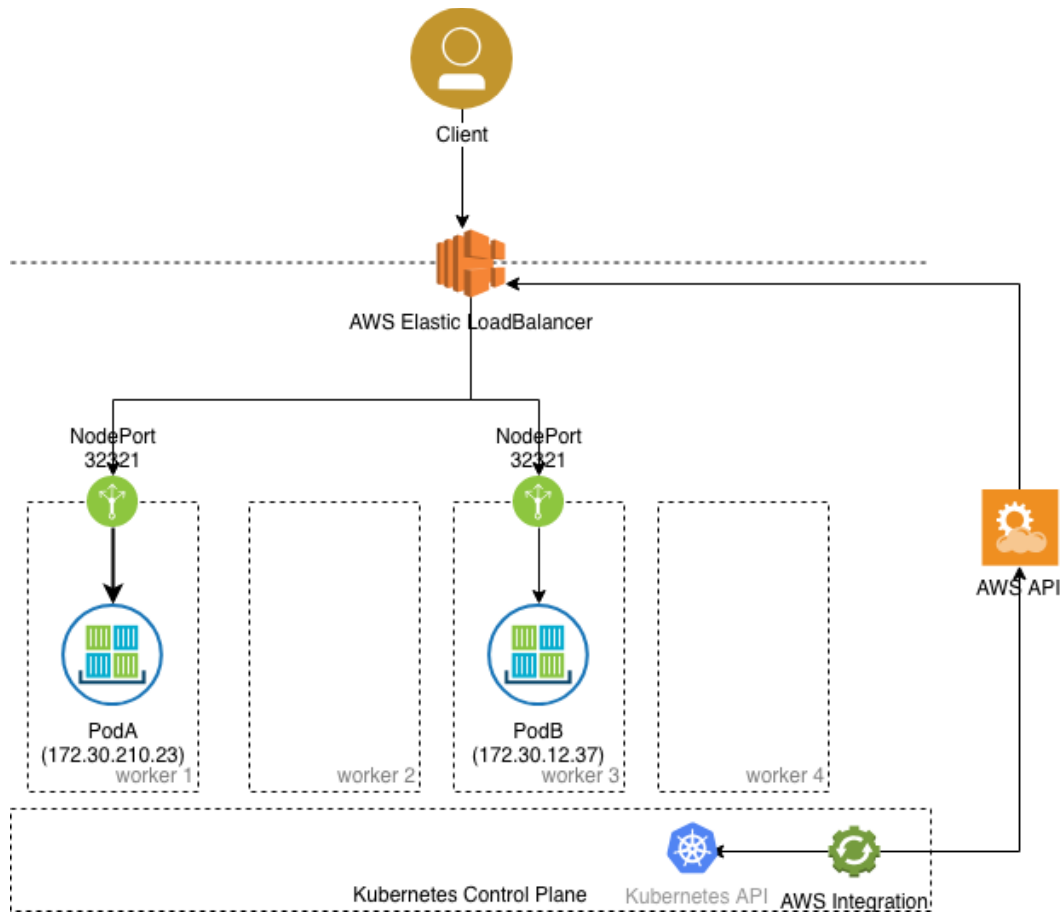 Client
AWS Elastic LoadBalancer
NodePort
32321
NodePort
32321
AWS API
PodA
(172.30.210.23)
worker 1
worker 2
PodB
(172.30.12.37)
worker 3
worker 4
Kubernetes Control Plane
Kubernetes API
AWS Integration